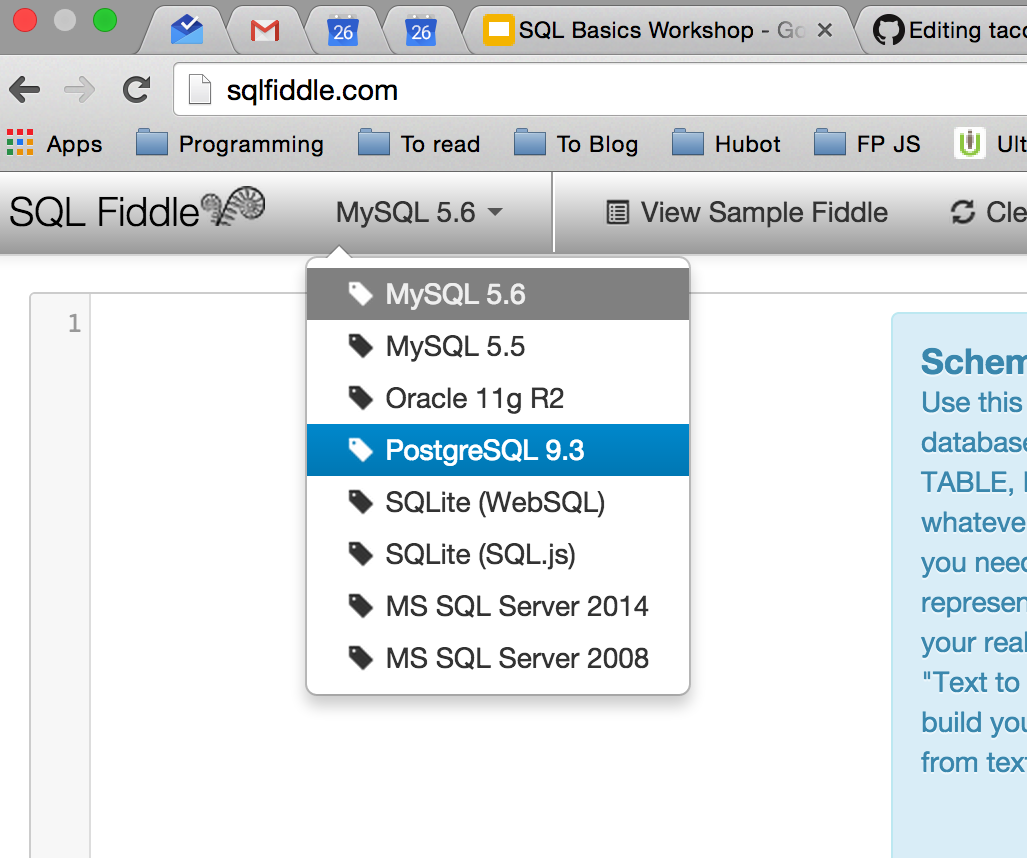 26
26
SQL Basics Workshop - Go
Editing taco
sqlfiddle.com
Apps
Programming
To read
To Blog
Hubot
FP JS
Ult
SQL Fiddle
MySQL 5.6
View Sample Fiddle
Cle
1
MySQL 5.6
MySQL 5.5
Oracle 11g R2
PostgreSQL 9.3
SQLite (WebSQL)
SQLite (SQL.js)
MS SQL Server 2014
MS SQL Server 2008
Schem
Use this
database
TABLE, I
whateve
you need
represen
your real
"Text to
build you
from text